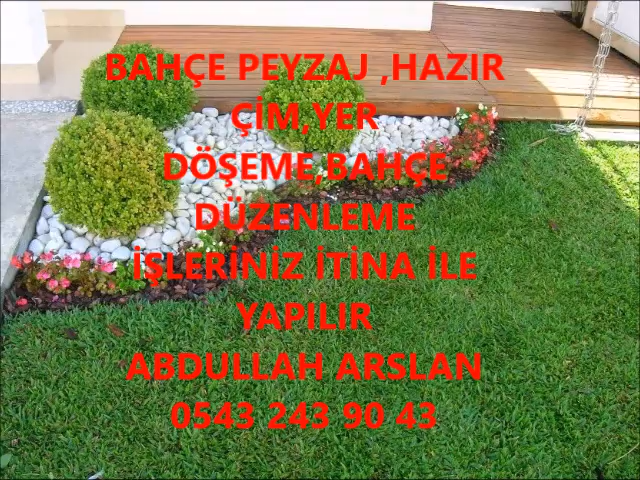 BAHÇE PEYZAJ ,HAZIR
ÇİM,YER
DÖŞEME,BAHÇE
DÜZENLEME
İŞLERİNİZ İTİNA İLE
YAPILIR
ABDULLAH ARSLAN
0543 243 90 43